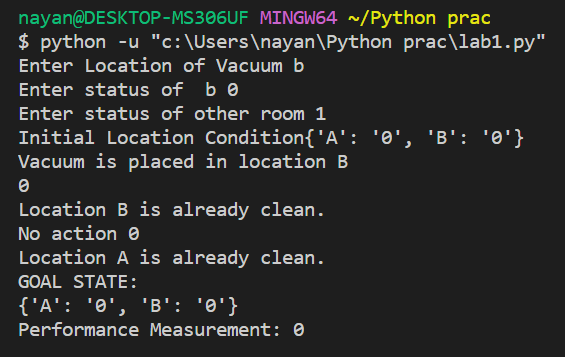 nayan@DESKTOP-MS306UF MINGW64 ~/Python prac
$ python -u "c:\Users\nayan\Python prac\lab1.py"
Enter Location of Vacuum b
Enter status of  b 0
Enter status of other room 1
Initial Location Condition{'A': '0', 'B': '0'}
Vacuum is placed in location B
0
Location B is already clean.
No action 0
Location A is already clean.
GOAL STATE:
{'A': '0', 'B': '0'}
Performance Measurement: 0